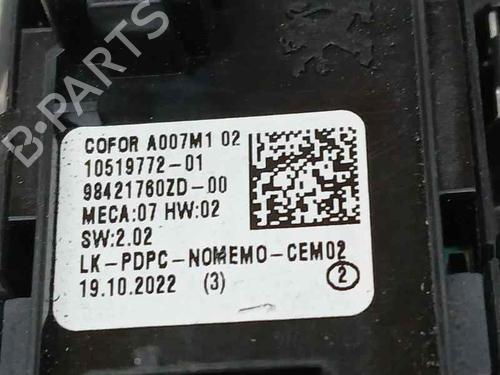 COFOR A007M1 02
10519772-01
98421760ZD-00
MECA:07 HW:02
SW:2.02
LK-PDPC-NOMEMO-CEM02
19.10.2022 (3)
2
B-PARTS